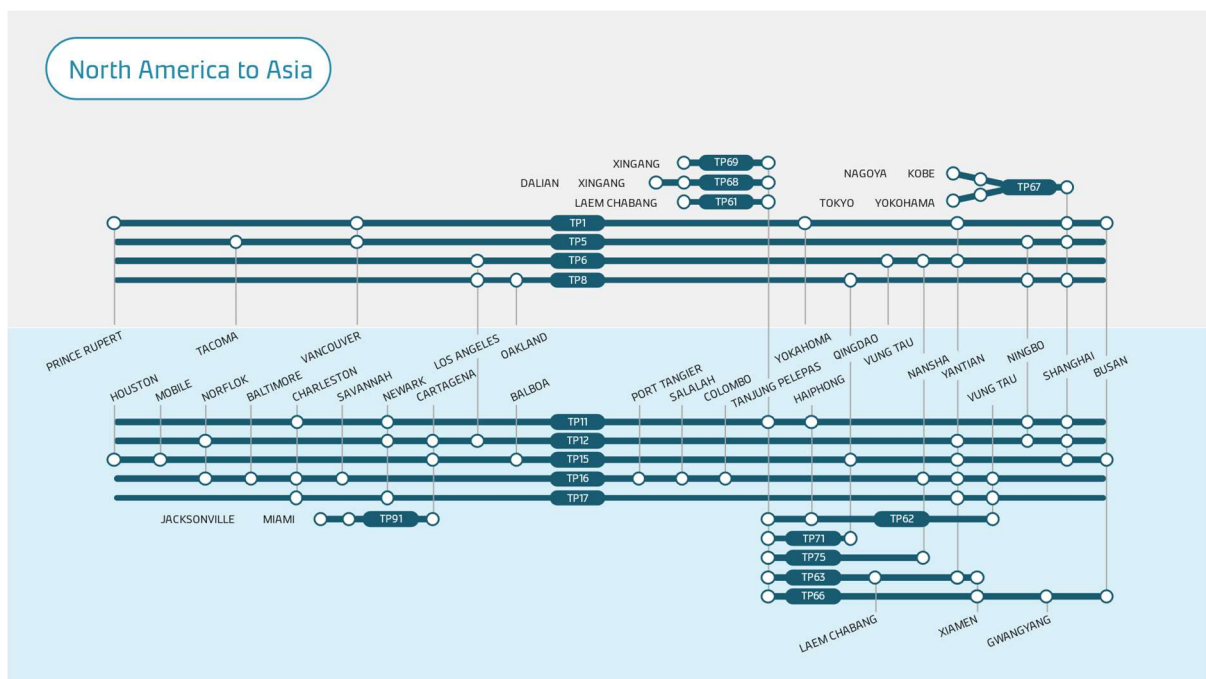 North America to Asia
XINGANG TP69
DALIAN XINGANG TP68
LAEM CHABANG TP61
NAGOYA KOBE
TP67
TOKYO YOKOHAMA
TP1
TP5
TP6
TP8
PRINCE RUPERT
TACOMA
VANCOUVER
LOS ANGELES
OAKLAND
YOKAHOMA
QINGDAO
VUNG TAU
NANSHA
YANTIAN
NINGBO
SHANGHAI
BUSAN
HOUSTON
MOBILE
NORFLOK
BALTIMORE
CHARLESTON
SAVANNAH
NEWARK
CARTAGENA
BALBOA
PORT TANGIER
SALALAH
COLOMBO
TANJUNG PELEPAS
HAIPHONG
VUNG TAU
TP11
TP12
TP15
TP16
TP17
JACKSONVILLE MIAMI TP91
TP62
TP71
TP75
TP63
TP66
LAEM CHABANG
XIAMEN
GWANGYANG